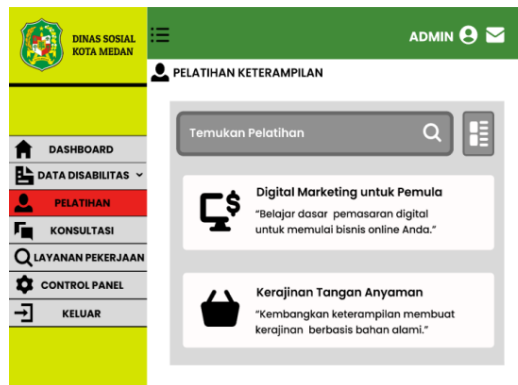 DINAS SOSIAL
KOTA MEDAN
ADMIN
PELATIHAN KETERAMPILAN
DASHBOARD
DATA DISABILITAS
PELATIHAN
KONSULTASI
LAYANAN PEKERJAAN
CONTROL PANEL
KELUAR
Temukan Pelatihan
Digital Marketing untuk Pemula
“Belajar dasar pemasaran digital
untuk memulai bisnis online Anda.”
Kerajinan Tangan Anyaman
“Kembangkan keterampilan membuat
kerajinan berbasis bahan alami.”